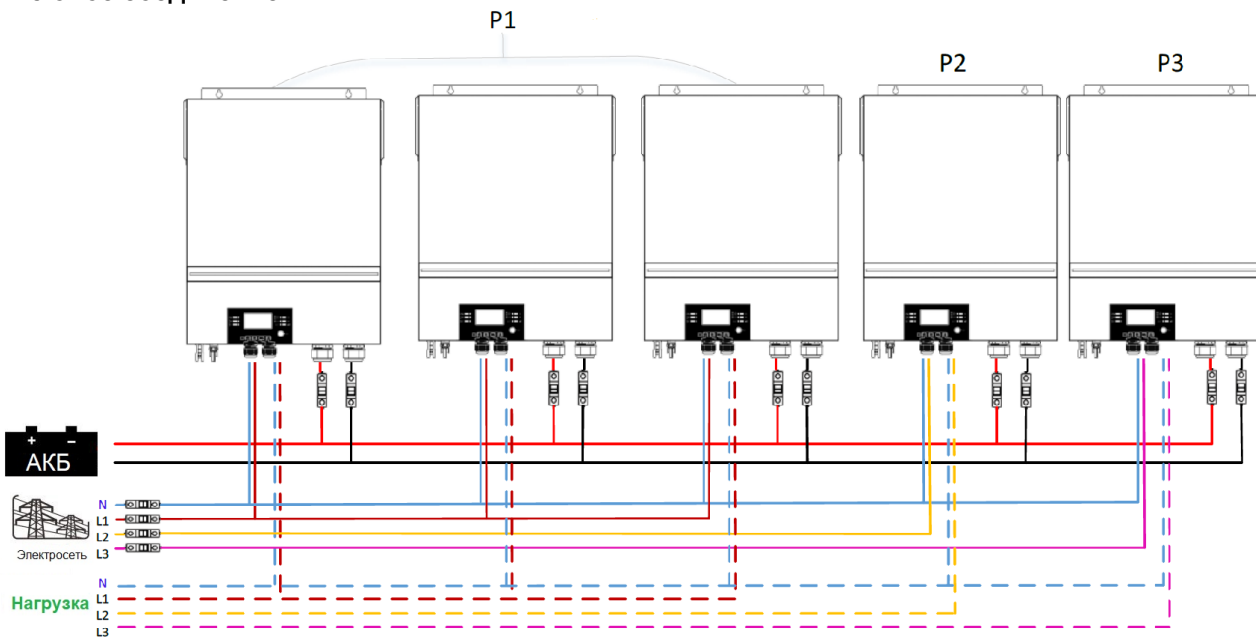 P1
P2
P3
+ −
АКБ
N
L1
L2
L3
Электросеть
N
L1
L2
L3
Нагрузка